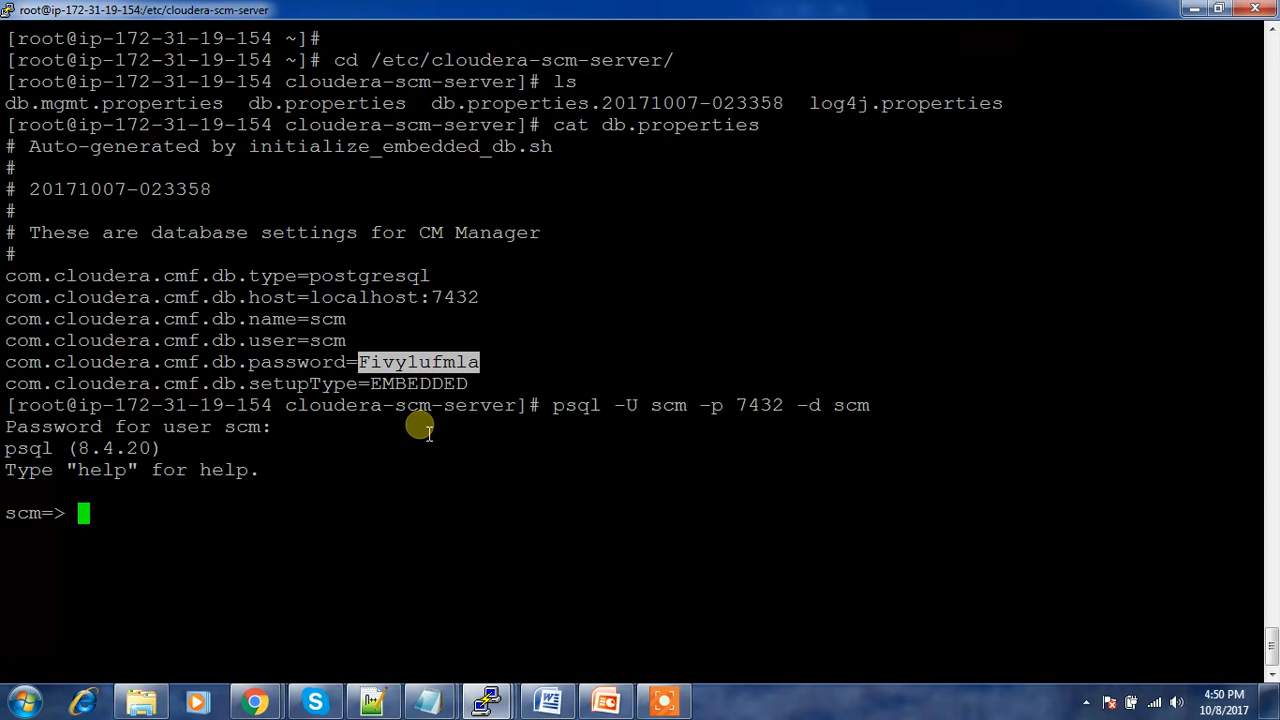 root@ip-172-31-19-154:/etc/cloudera-scm-server
[root@ip-172-31-19-154 ~]#
[root@ip-172-31-19-154 ~]# cd /etc/cloudera-scm-server/
[root@ip-172-31-19-154 cloudera-scm-server]# ls
db.mgmt.properties  db.properties  db.properties.20171007-023358  log4j.properties
[root@ip-172-31-19-154 cloudera-scm-server]# cat db.properties
# Auto-generated by initialize_embedded_db.sh
#
# 20171007-023358
#
# These are database settings for CM Manager
#
com.cloudera.cmf.db.type=postgresql
com.cloudera.cmf.db.host=localhost:7432
com.cloudera.cmf.db.name=scm
com.cloudera.cmf.db.user=scm
com.cloudera.cmf.db.password=Fivy1ufmla
com.cloudera.cmf.db.setupType=EMBEDDED
[root@ip-172-31-19-154 cloudera-scm-server]# psql -U scm -p 7432 -d scm
Password for user scm:
psql (8.4.20)
Type "help" for help.
scm=>
4:50 PM
10/8/2017